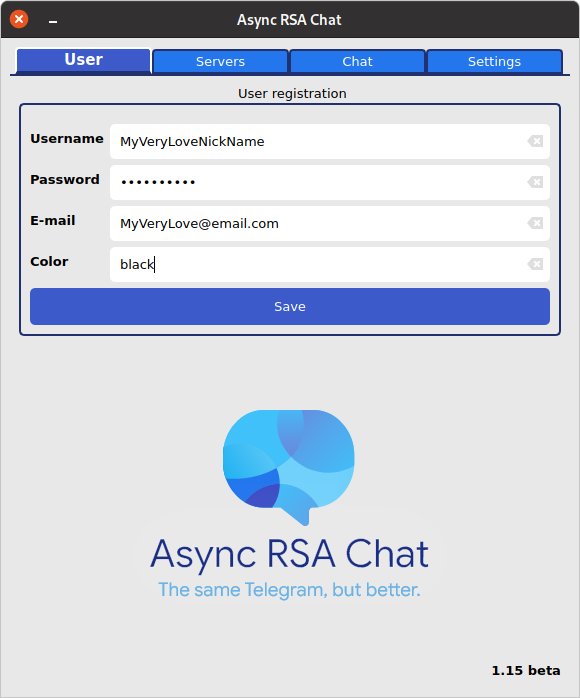 Async RSA Chat
User Servers Chat Settings
User registration
Username MyVeryLoveNickName
Password ••••••••••
E-mail MyVeryLove@email.com
Color black
Save
Async RSA Chat
The same Telegram, but better.
1.15 beta